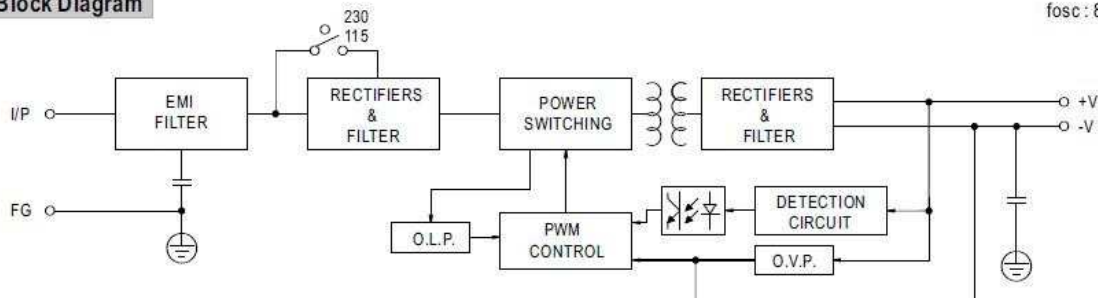 Block Diagram
fosc : 8
230
115
I/P
EMI
FILTER
RECTIFIERS
&
FILTER
POWER
SWITCHING
RECTIFIERS
&
FILTER
+V
-V
FG
O.L.P.
PWM
CONTROL
DETECTION
CIRCUIT
O.V.P.